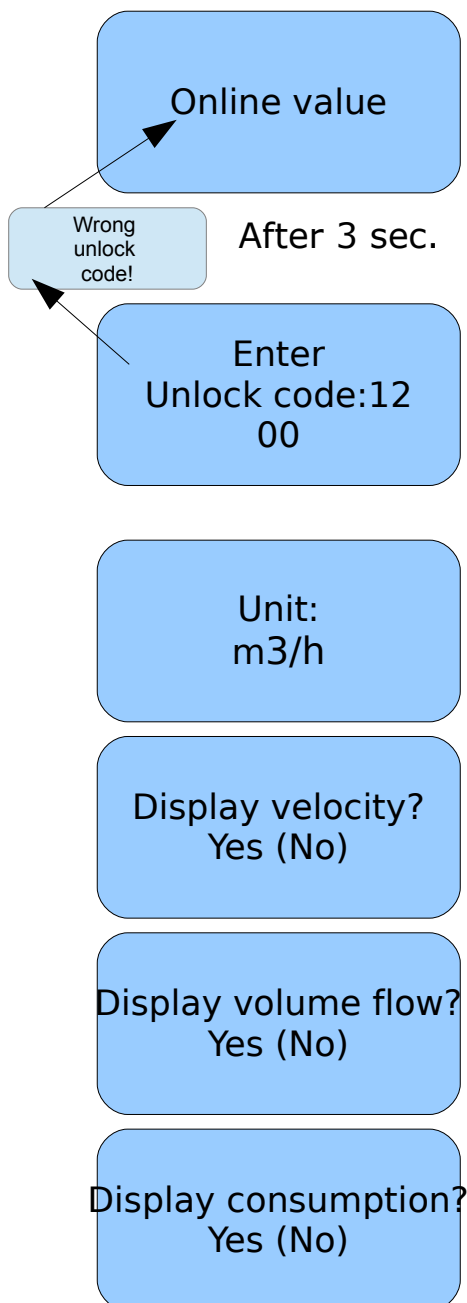 Online value
Wrong
unlock
code!
After 3 sec.
Enter
Unlock code:12
00
Unit:
m3/h
Display velocity?
Yes (No)
Display volume flow?
Yes (No)
Display consumption?
Yes (No)